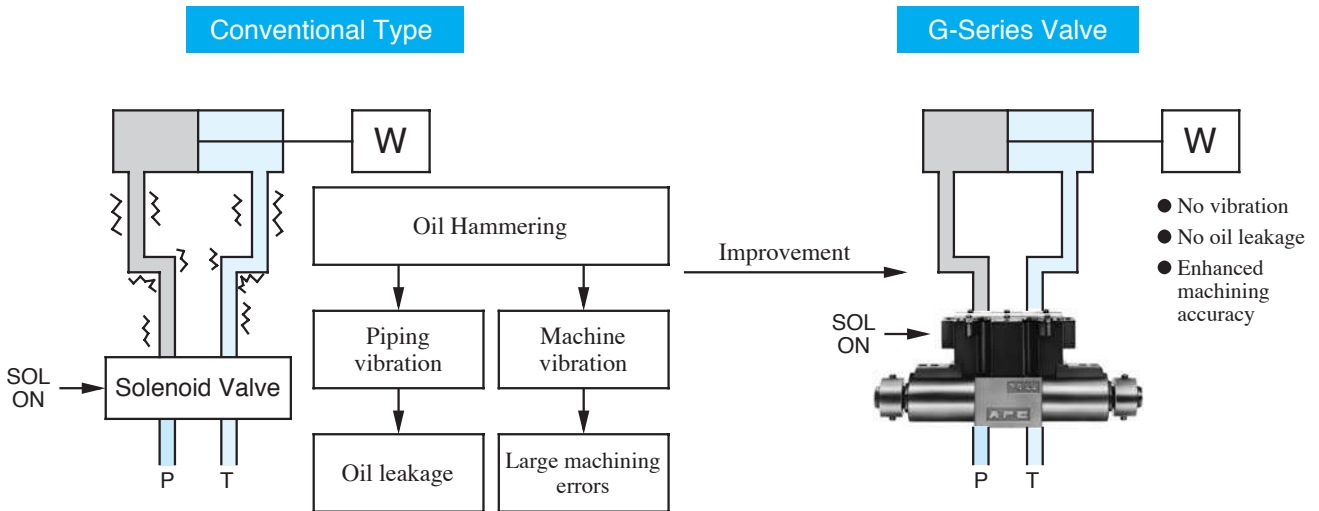 Conventional Type
G-Series Valve
W
Oil Hammering
Piping
vibration
Machine
vibration
Oil leakage
Large machining
errors
SOL
ON
Solenoid Valve
P
T
Improvement
W
● No vibration
● No oil leakage
● Enhanced
machining
accuracy
SOL
ON
P
T